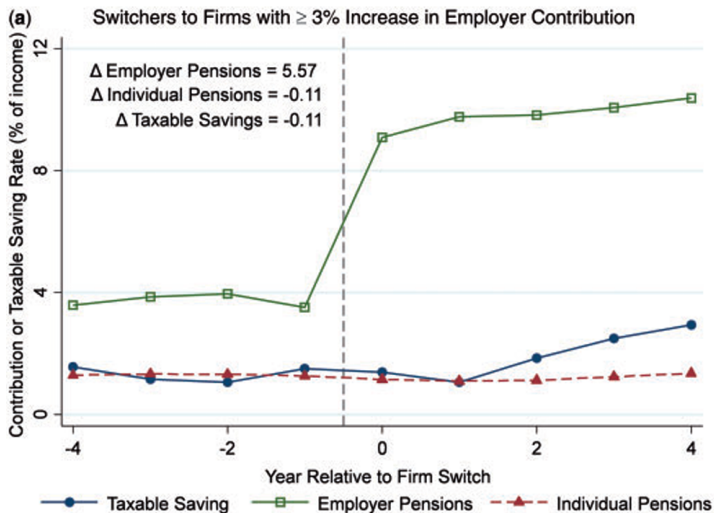 (a)
Switchers to Firms with ≥ 3% Increase in Employer Contribution
Contribution or Taxable Saving Rate (% of income)
12
8
4
0
Δ Employer Pensions = 5.57
Δ Individual Pensions = -0.11
Δ Taxable Savings = -0.11
-4
-2
0
2
4
Year Relative to Firm Switch
Taxable Saving
Employer Pensions
Individual Pensions